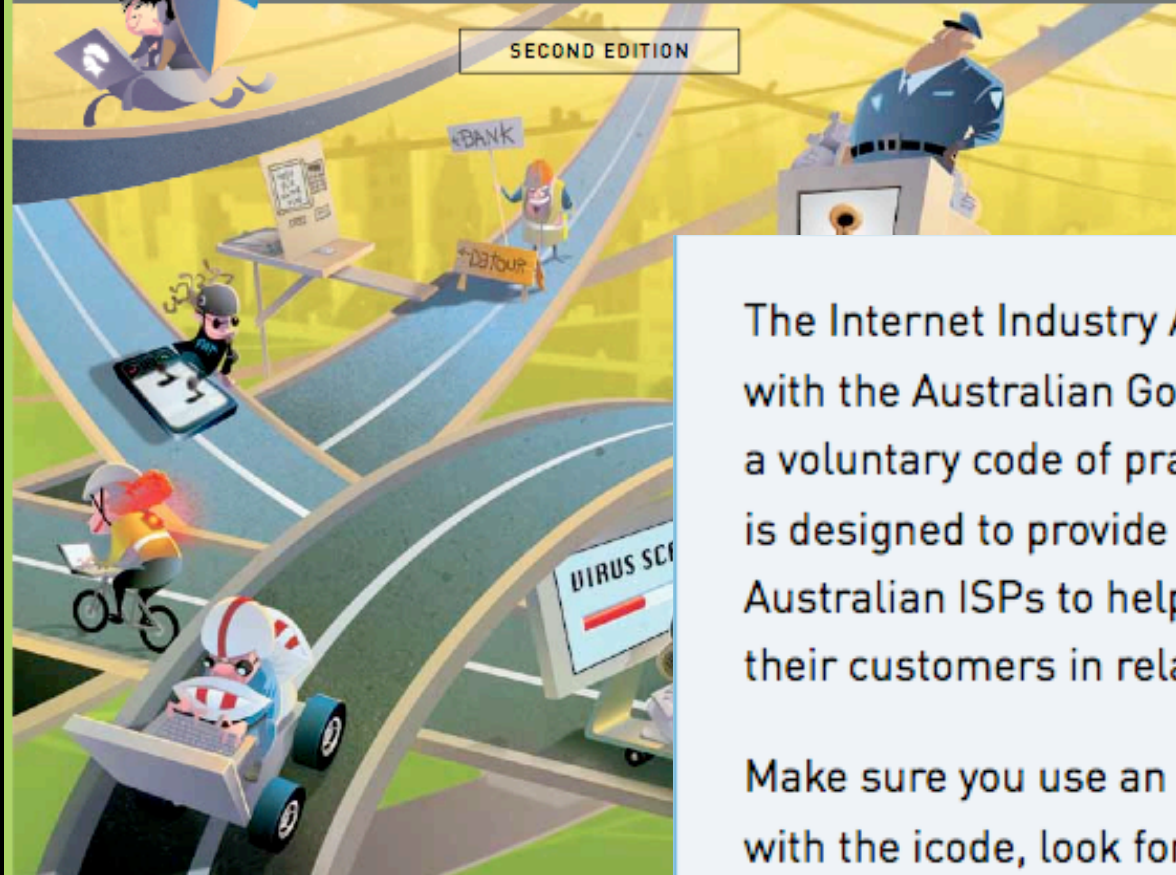 SECOND EDITION
BANK
DETOUR
VIRUS SC
The Internet Industry
with the Australian Go
a voluntary code of pra
is designed to provide
Australian ISPs to help
their customers in rela
Make sure you use an
with the icode, look for